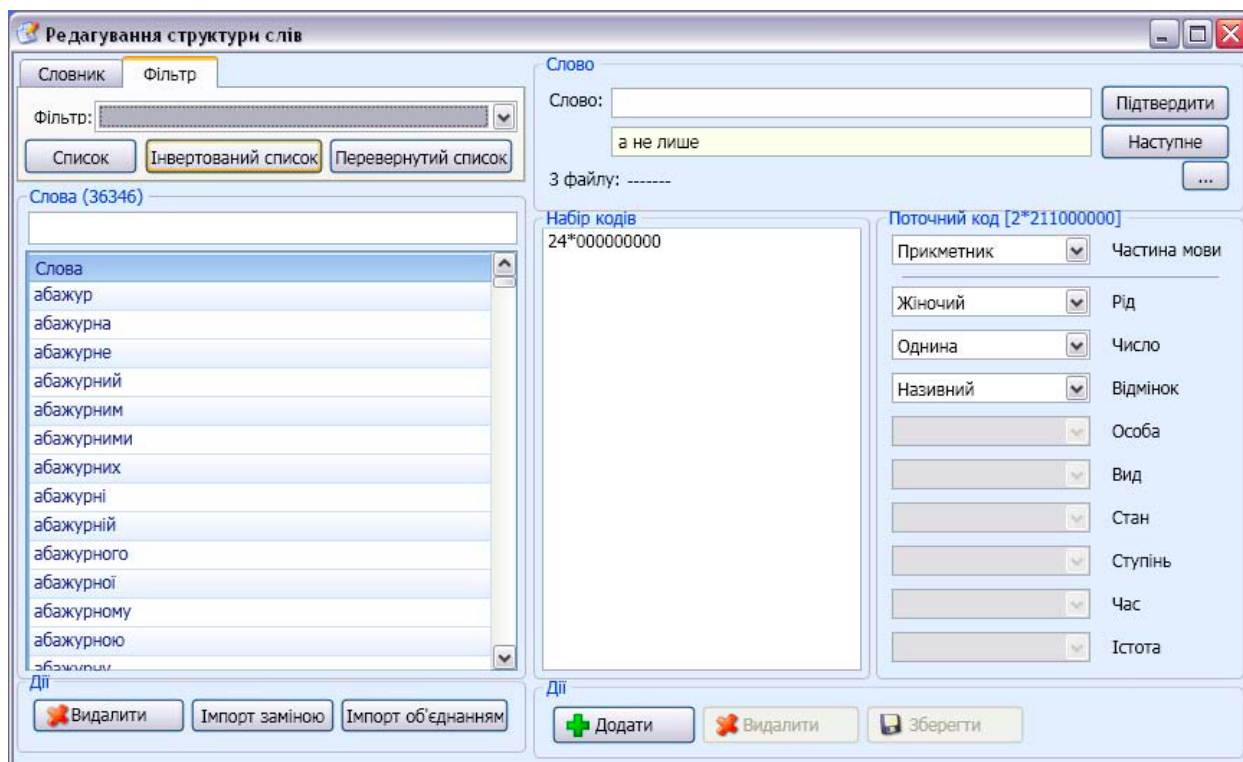 Редагування структури слів
Словник Фільтр
Фільтр:
Список Інвертований список Перевернутий список
Слова (36346)
Слова
абажур
абажурна
абажурне
абажурний
абажурним
абажурними
абажурних
абажурні
абажурній
абажурного
абажурної
абажурному
абажурною
абажурну
Дії
Видалити Імпорт заміною Імпорт об'єднанням
Слово
Слово: Підтвердити
а не лише Наступне
З файлу: ------- ...
Набір кодів
24*000000000
Поточний код [2*211000000]
Прикметник Частина мови
Жіночий Рід
Однина Число
Називний Відмінок
Особа
Вид
Стан
Ступінь
Час
Істота
Дії
Додати Видалити Зберегти